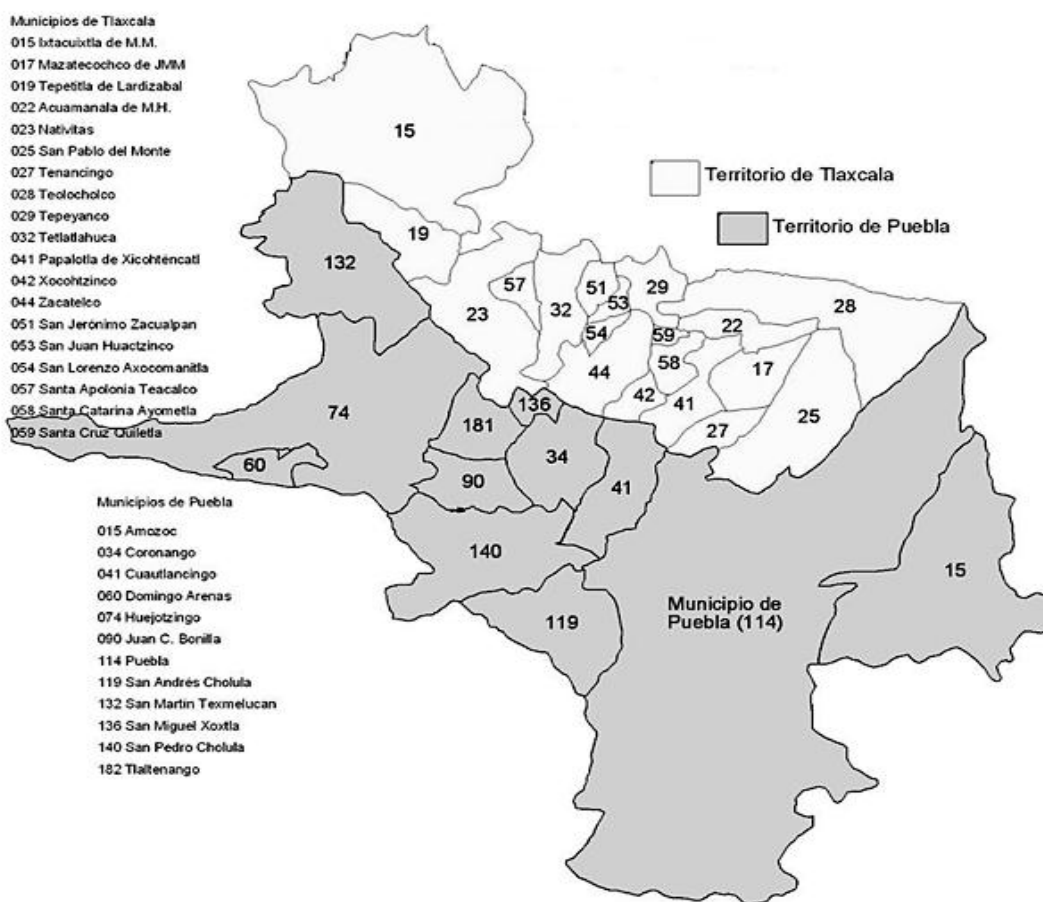 Municipios de Tlaxcala
015 Ixtacuixtla de M.M.
017 Mazatecochco de JMM
019 Tepetitla de Lardizabal
022 Acuamanala de M.H.
023 Nativitas
025 San Pablo del Monte
027 Tenancingo
028 Teolocholco
029 Tepeyanco
032 Tetlatlahuca
041 Papalotla de Xicohténcatl
042 Xocohtzinco
044 Zacatelco
051 San Jerónimo Zacualpan
053 San Juan Huactzinco
054 San Lorenzo Axocomanitla
057 Santa Apolonia Teacalco
058 Santa Catarina Ayometla
059 Santa Cruz Quiletla
Territorio de Tlaxcala
Territorio de Puebla
15
19
132
57
51
53
29
23
32
28
54
59
22
44
58
17
42
41
74
136
181
27
25
34
60
90
41
140
15
119
Municipio de
Puebla (114)
Municipios de Puebla
015 Amozoc
034 Coronango
041 Cuautlancingo
060 Domingo Arenas
074 Huejotzingo
090 Juan C. Bonilla
114 Puebla
119 San Andrés Cholula
132 San Martín Texmelucan
136 San Miguel Xoxtla
140 San Pedro Cholula
182 Tlaltenango